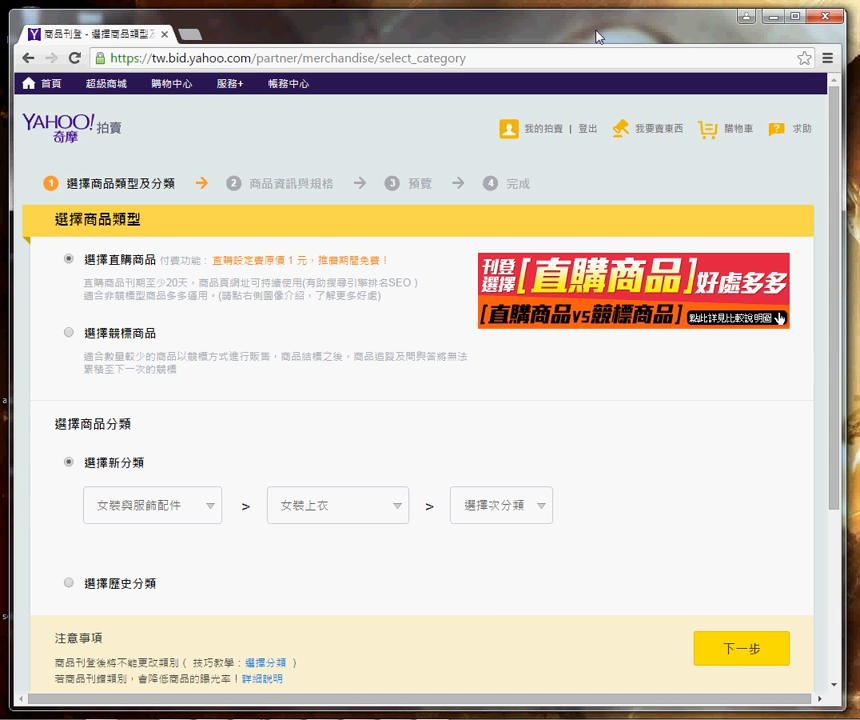 商品刊登 - 選擇商品類型及
https://tw.bid.yahoo.com/partner/merchandise/select_category
首頁 超級商城 購物中心 服務+ 帳務中心
YAHOO! 奇摩 拍賣
我的拍賣 | 登出 我要賣東西 購物車 求助
1 選擇商品類型及分類 2 商品資訊與規格 3 預覽 4 完成
選擇商品類型
選擇直購商品 付費功能：直購設定費原價 1 元，推廣期間免費！
直購商品刊期至少20天，商品頁網址可持續使用(有助搜尋引擎排名SEO)
適合非競標型商品多多運用。(請點右側圖像介紹，了解更多好處)
刊登選擇[直購商品]好處多多
[直購商品vs競標商品] 點此詳見比較說明圖
選擇競標商品
適合數量較少的商品以競標方式進行販售，商品結標之後，商品追蹤及問與答將無法
累積至下一次的競標
選擇商品分類
選擇新分類
女裝與服飾配件 > 女裝上衣 > 選擇次分類
選擇歷史分類
注意事項
商品刊登後將不能更改類別（ 技巧教學：選擇分類 ）
若商品刊錯類別，會降低商品的曝光率！詳細說明
下一步